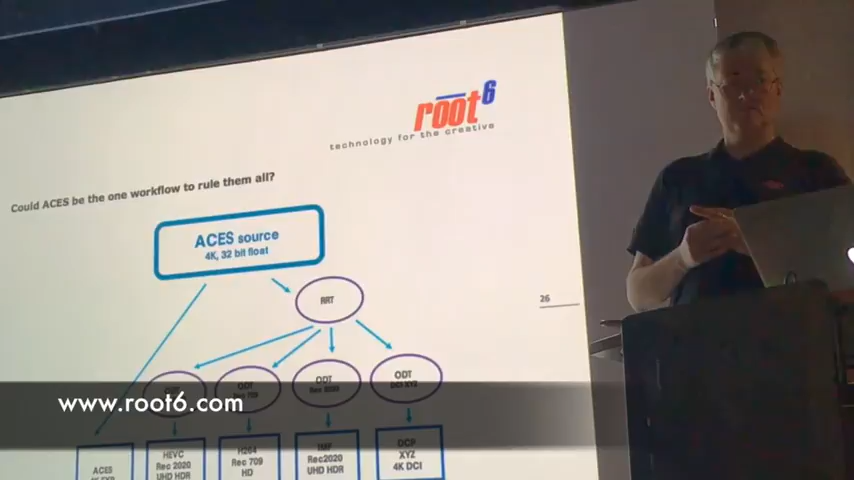 root6
technology for the creative
Could ACES be the one workflow to rule them all?
ACES source
4K, 32 bit float
RRT
26
ODT
ODT
ODT
Rec 2020
ODT
DCI XYZ
www.root6.com
ACES
HEVC
Rec 2020
UHD HDR
H264
Rec 709
HD
IMF
Rec2020
UHD HDR
DCP
XYZ
4K DCI